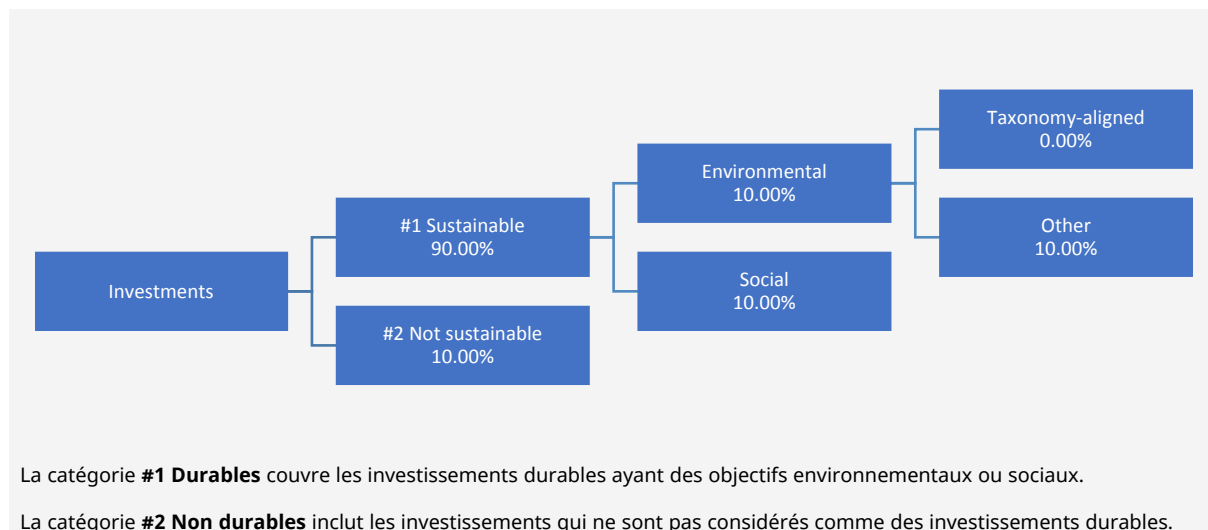 Investments
#1 Sustainable
90.00%
#2 Not sustainable
10.00%
Environmental
10.00%
Social
10.00%
Taxonomy-aligned
0.00%
Other
10.00%
La catégorie #1 Durables couvre les investissements durables ayant des objectifs environnementaux ou sociaux.
La catégorie #2 Non durables inclut les investissements qui ne sont pas considérés comme des investissements durables.